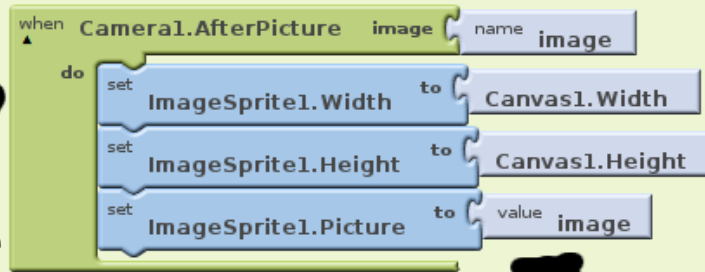 when Camera1.AfterPicture image name image
do
set ImageSprite1.Width to Canvas1.Width
set ImageSprite1.Height to Canvas1.Height
set ImageSprite1.Picture to value image